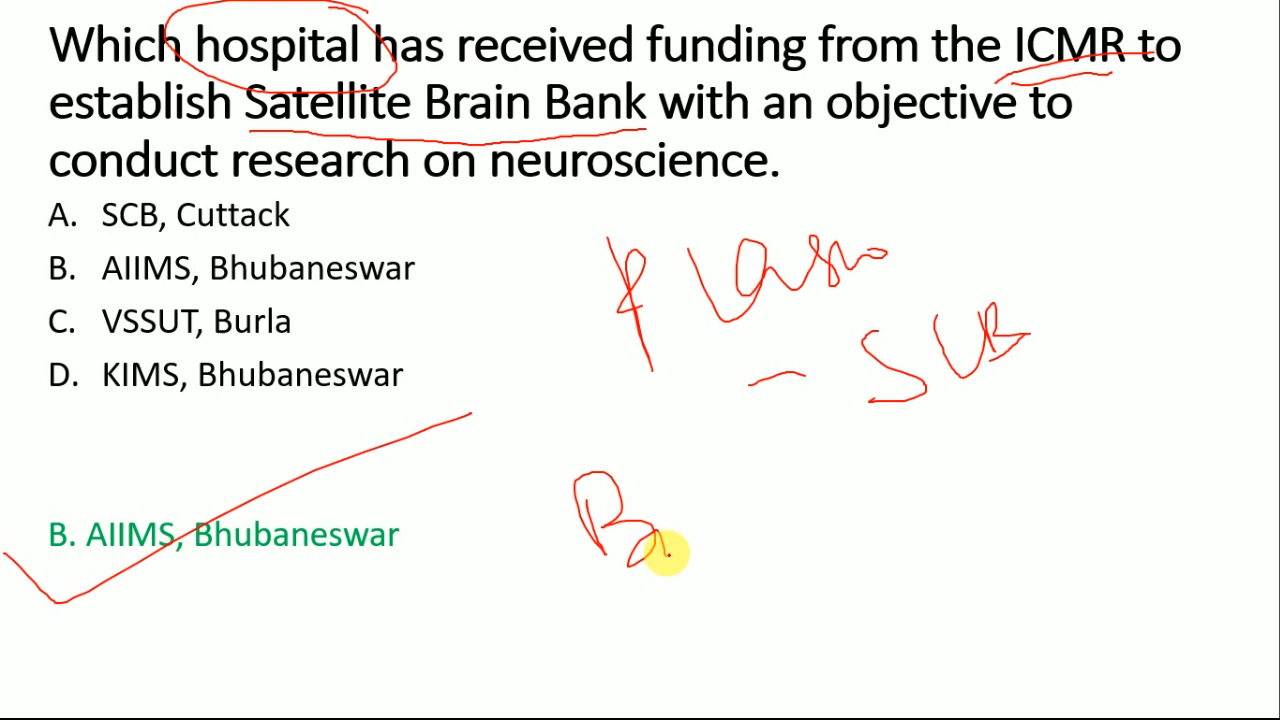 Which hospital has received funding from the ICMR to
establish Satellite Brain Bank with an objective to
conduct research on neuroscience.
A. SCB, Cuttack
B. AIIMS, Bhubaneswar
C. VSSUT, Burla
D. KIMS, Bhubaneswar
- SCB
B. AIIMS, Bhubaneswar